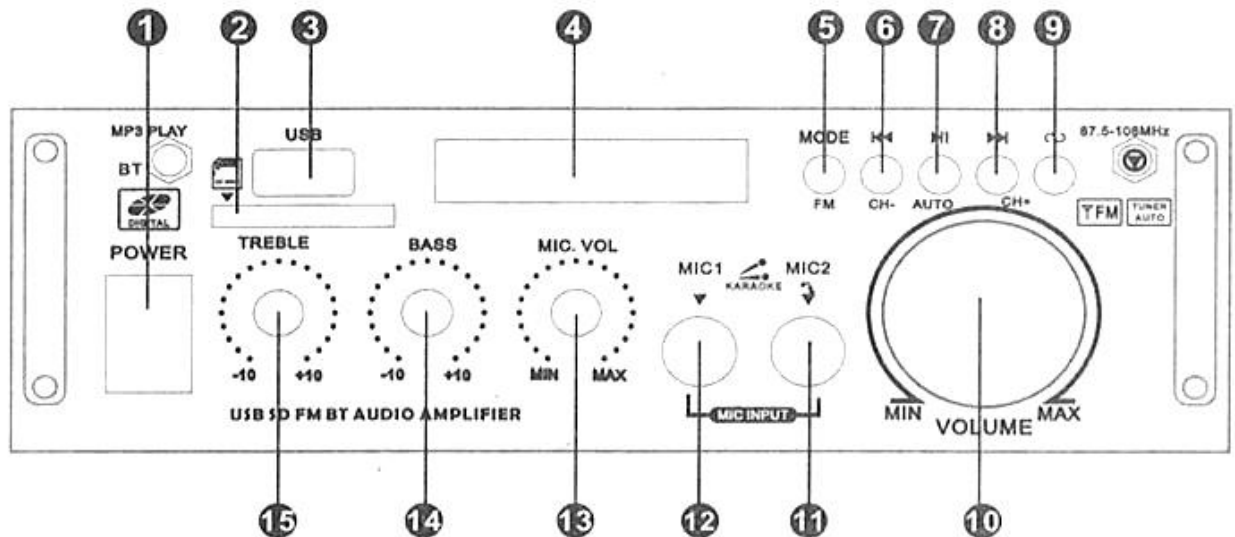 1 2 3 4 5 6 7 8 9
MP3 PLAY
USB
MODE
87.5-108MHz
BT
DIGITAL
FM CH- AUTO CH+
FM
TUNER
AUTO
POWER
TREBLE
BASS
MIC. VOL
MIC1
MIC2
KARAOKE
-10 +10
-10 +10
MIN MAX
USB SD FM BT AUDIO AMPLIFIER
MIC INPUT
MIN MAX
VOLUME
15 14 13 12 11 10